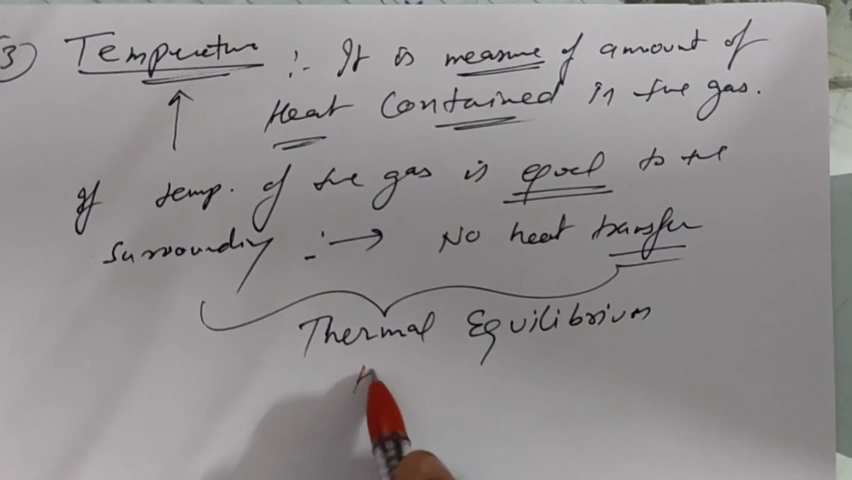 3) Temperature :- It is measure of amount of
Heat Contained in the gas.
If temp. of the gas is equal to the
Surrounding :-> No heat transfer
Thermal Equilibrium